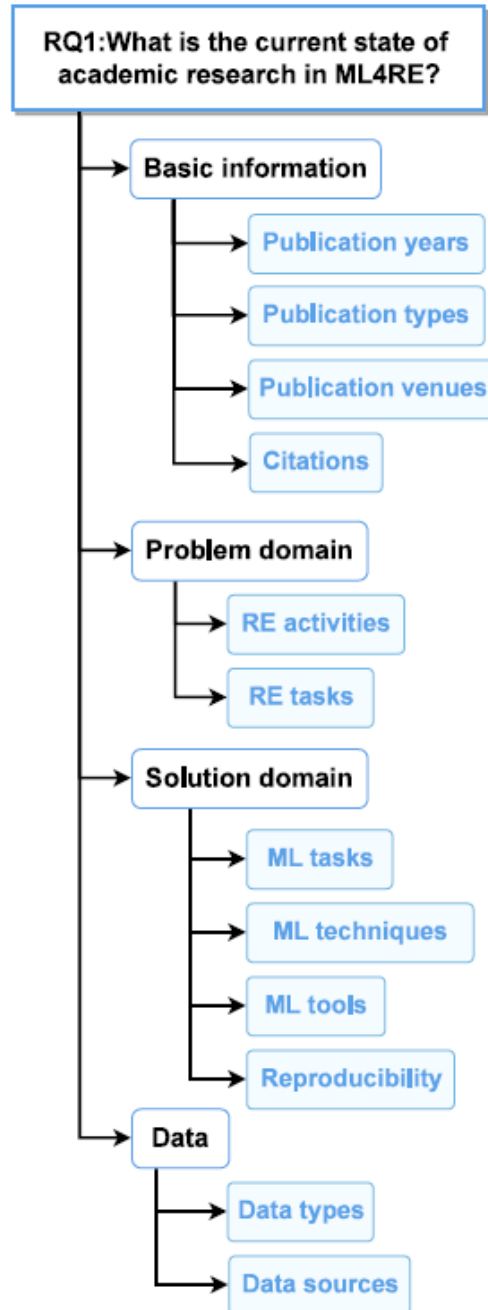 RQ1:What is the current state of
academic research in ML4RE?
Basic information
Publication years
Publication types
Publication venues
Citations
Problem domain
RE activities
RE tasks
Solution domain
ML tasks
ML techniques
ML tools
Reproducibility
Data
Data types
Data sources